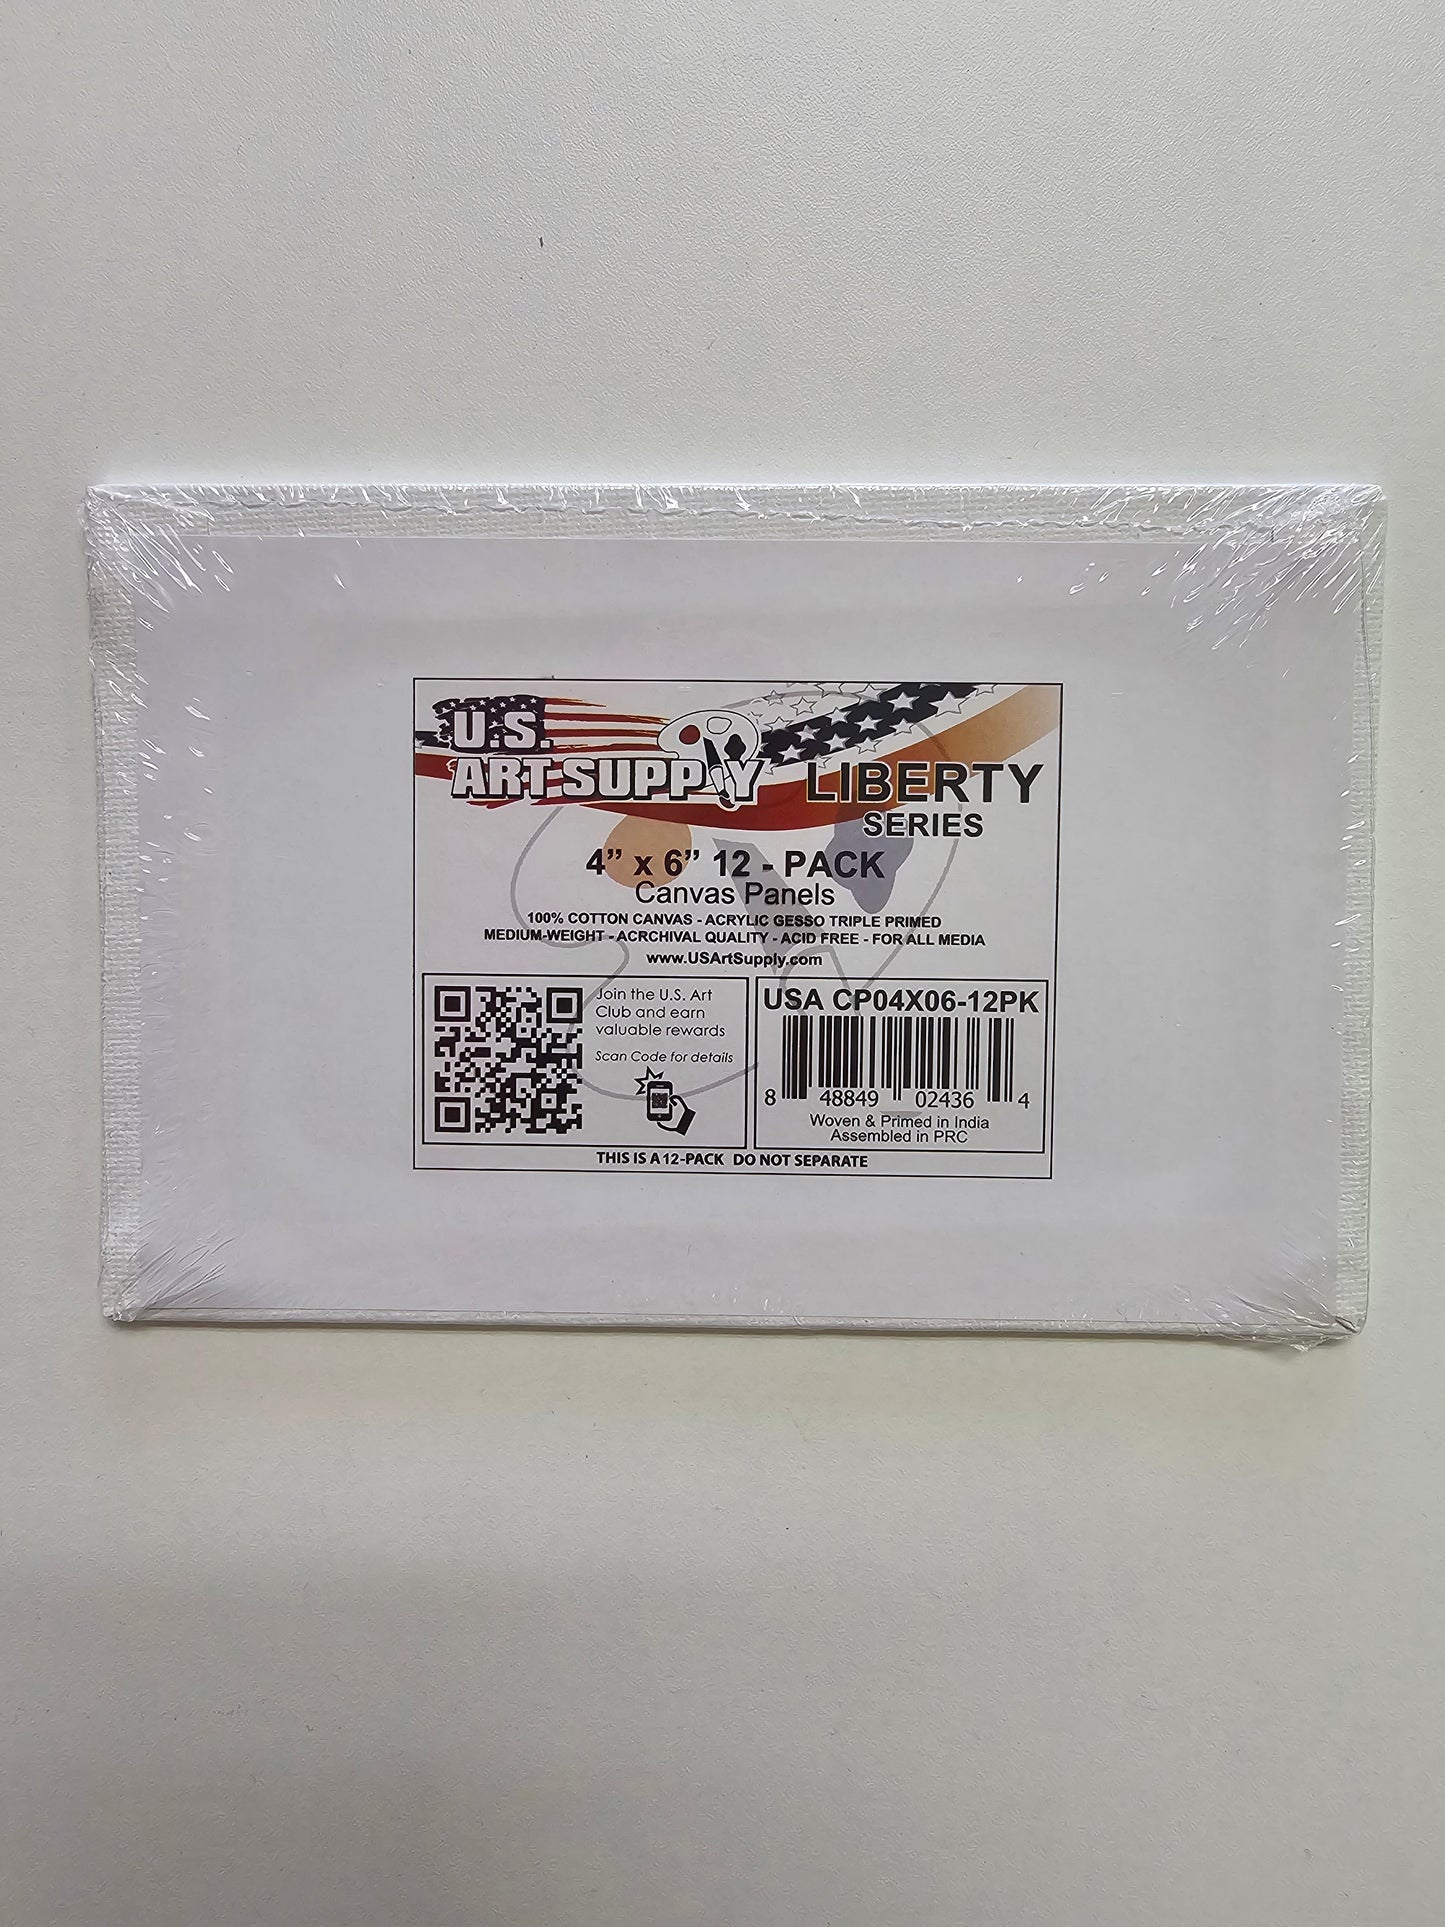 U.S.
ART SUPPLY
LIBERTY
SERIES
4” x 6” 12 - PACK
Canvas Panels
100% COTTON CANVAS - ACRYLIC GESSO TRIPLE PRIMED
MEDIUM-WEIGHT - ACRCHIVAL QUALITY - ACID FREE - FOR ALL MEDIA
www.USArtSupply.com
Join the U.S. Art
Club and earn
valuable rewards
Scan Code for details
USA CP04X06-12PK
8 48849 02436 4
Woven & Primed in India
Assembled in PRC
THIS IS A 12-PACK DO NOT SEPARATE